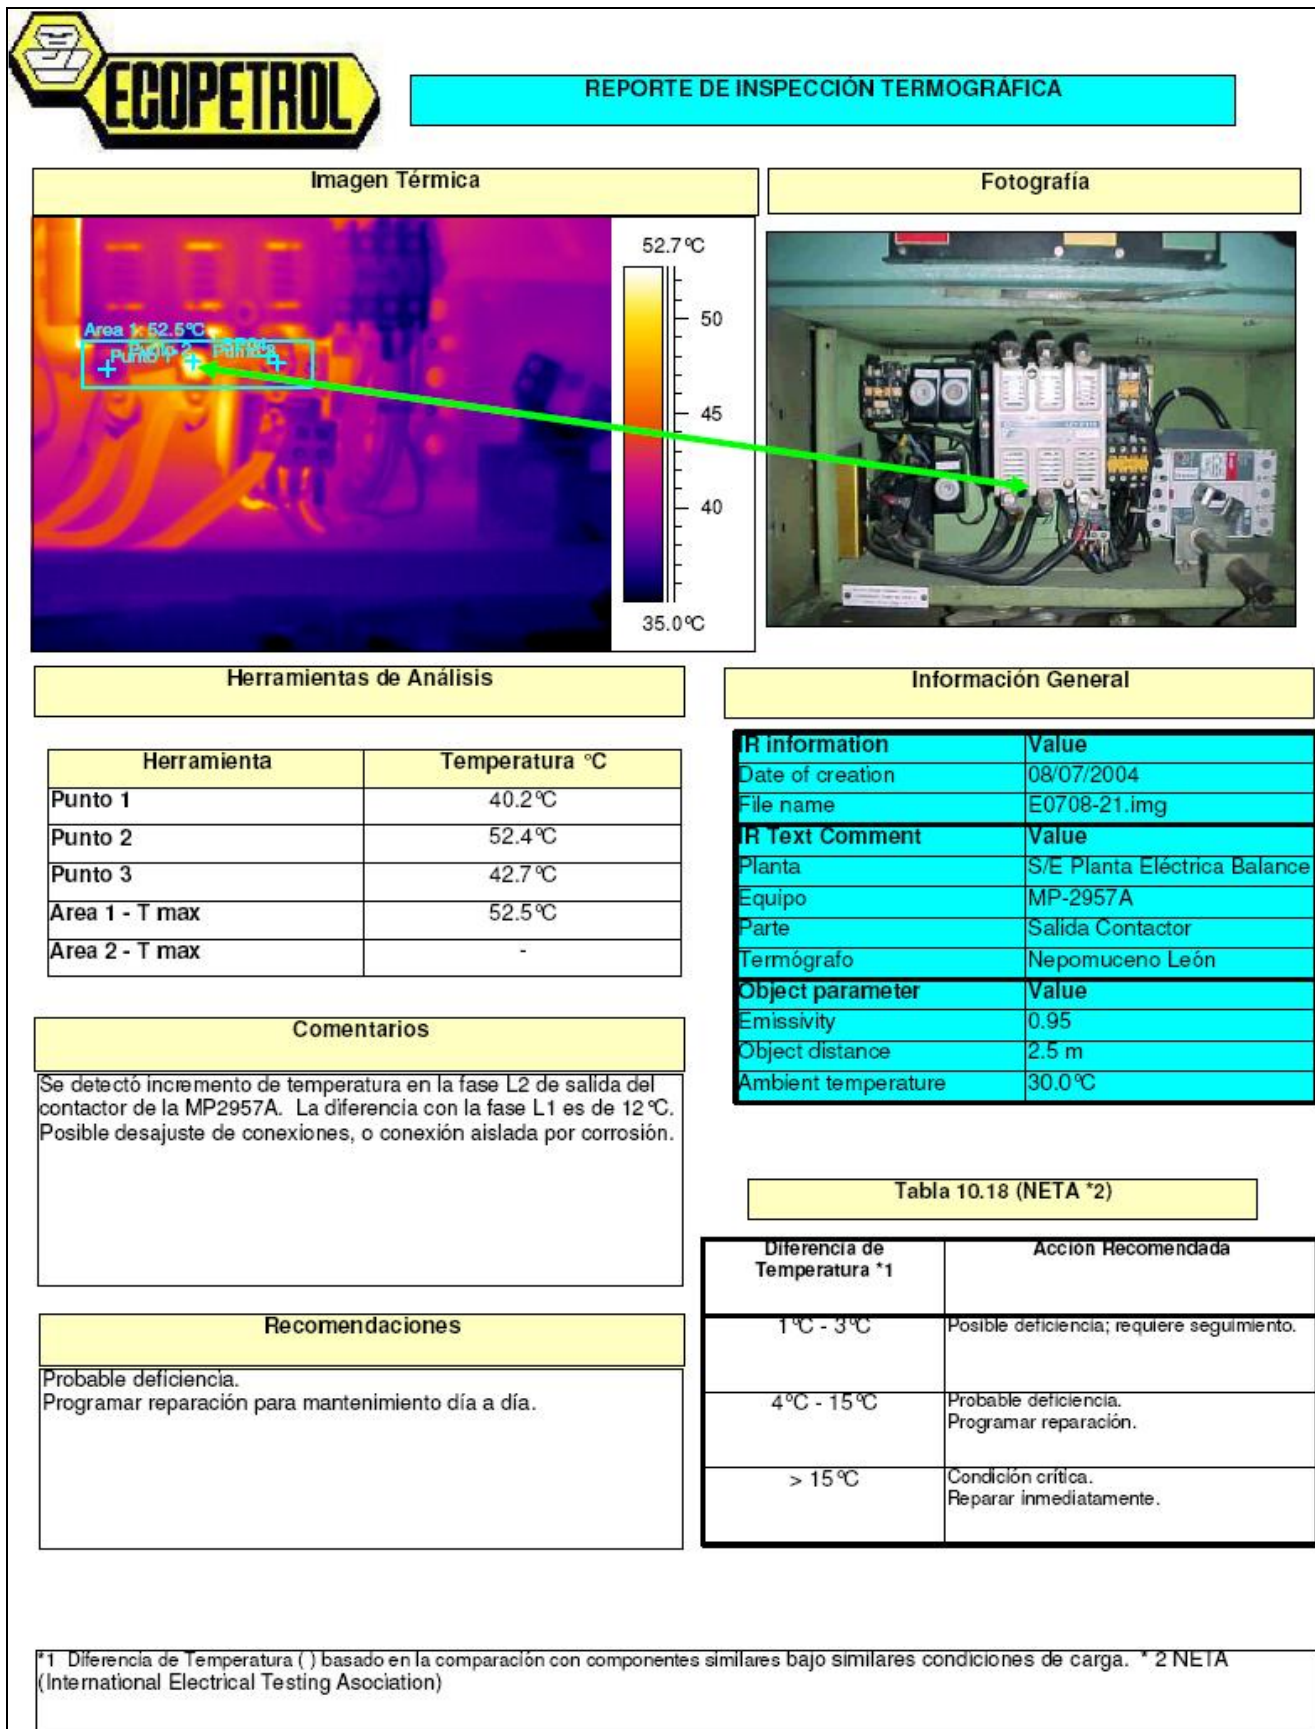 ECOPETROL
REPORTE DE INSPECCIÓN TERMOGRÁFICA
Imagen Térmica
Fotografía
Area 1: 52.5°C
Punto 1
Punto 2
Punto 3
52.7°C
50
45
40
35.0°C
Herramientas de Análisis
Herramienta Temperatura °C
Punto 1 40.2°C
Punto 2 52.4°C
Punto 3 42.7°C
Area 1 - T max 52.5°C
Area 2 - T max -
Información General
IR information Value
Date of creation 08/07/2004
File name E0708-21.img
IR Text Comment Value
Planta S/E Planta Eléctrica Balance
Equipo MP-2957A
Parte Salida Contactor
Termógrafo Nepomuceno León
Object parameter Value
Emissivity 0.95
Object distance 2.5 m
Ambient temperature 30.0°C
Comentarios
Se detectó incremento de temperatura en la fase L2 de salida del
contactor de la MP2957A. La diferencia con la fase L1 es de 12 °C.
Posible desajuste de conexiones, o conexión aislada por corrosión.
Recomendaciones
Probable deficiencia.
Programar reparación para mantenimiento día a día.
Tabla 10.18 (NETA *2)
Diferencia de
Temperatura *1
Acción Recomendada
1°C - 3°C Posible deficiencia; requiere seguimiento.
4°C - 15°C Probable deficiencia.
Programar reparación.
> 15°C Condición crítica.
Reparar inmediatamente.
*1 Diferencia de Temperatura ( ) basado en la comparación con componentes similares bajo similares condiciones de carga. * 2 NETA
(International Electrical Testing Asociation)